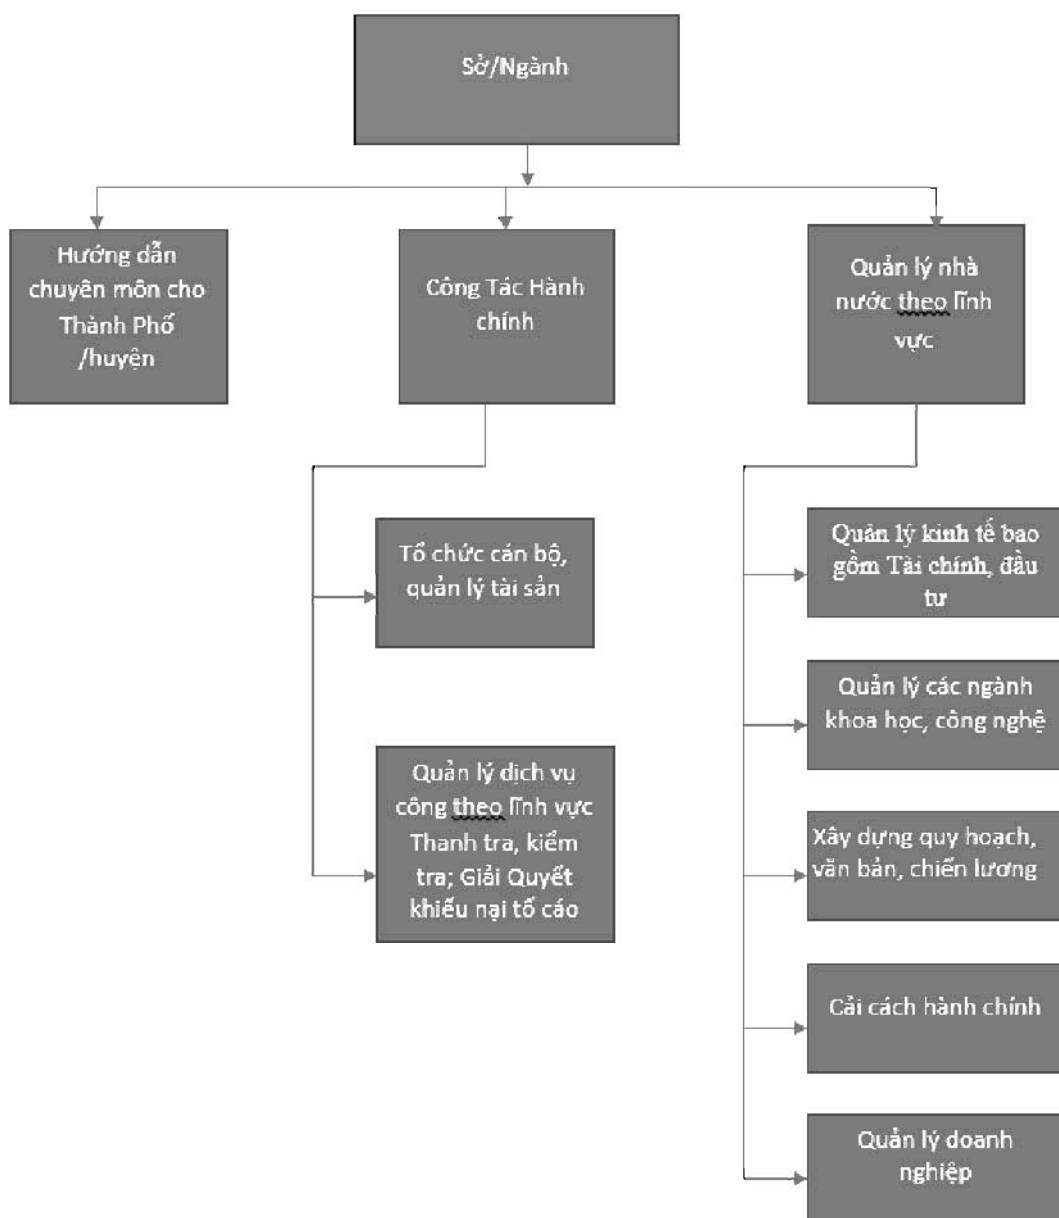 Sở/Ngành
Hướng dẫn
chuyên môn cho
Thành Phố
/huyện
Công Tác Hành
chính
Quản lý nhà
nước theo lĩnh
vực
Tổ chức cán bộ,
quản lý tài sản
Quản lý dịch vụ
công theo lĩnh vực
Thanh tra, kiểm
tra; Giải Quyết
khiếu nại tố cáo
Quản lý kinh tế bao
gồm Tài chính, đầu
tư
Quản lý các ngành
khoa học, công nghệ
Xây dựng quy hoạch,
văn bản, chiến lương
Cải cách hành chính
Quản lý doanh
nghiệp